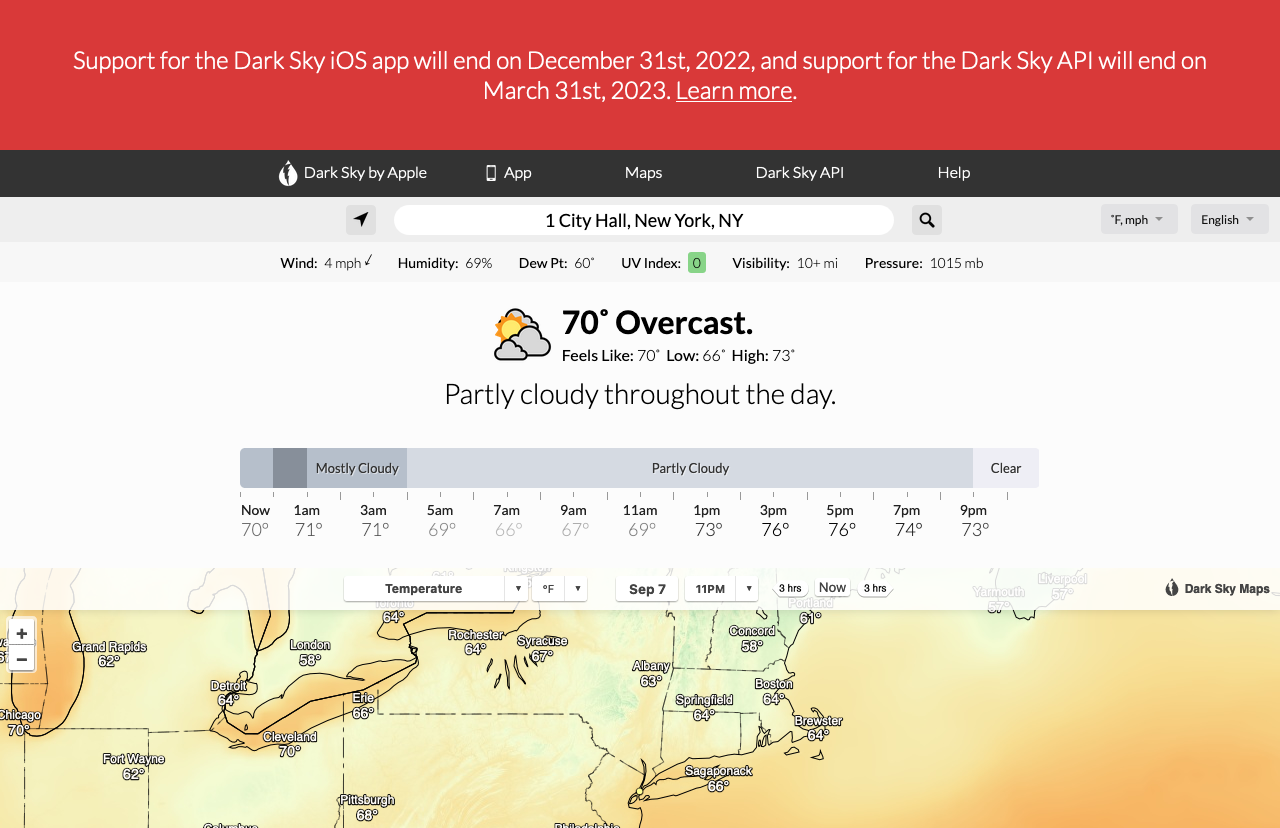 Support for the Dark Sky iOS app will end on December 31st, 2022, and support for the Dark Sky API will end on
March 31st, 2023. Learn more.
Dark Sky by Apple App Maps Dark Sky API Help
1 City Hall, New York, NY ˚F, mph English
Wind: 4 mph Humidity: 69% Dew Pt: 60˚ UV Index: 0 Visibility: 10+ mi Pressure: 1015 mb
70˚ Overcast.
Feels Like: 70˚ Low: 66˚ High: 73˚
Partly cloudy throughout the day.
Mostly Cloudy Partly Cloudy Clear
Now 1am 3am 5am 7am 9am 11am 1pm 3pm 5pm 7pm 9pm
70° 71° 71° 69° 66° 67° 69° 73° 76° 76° 74° 73°
Kingston
Liverpool
57°
Temperature °F Sep 7 11PM 3 hrs Now 3 hrs Dark Sky Maps
Yarmouth
57°
Toronto
64°
Portland
61°
+
−
Grand Rapids
62°
London
58°
Rochester
64°
Syracuse
67°
Concord
58°
Albany
63°
Detroit
64°
Erie
66°
Springfield
64°
Boston
64°
Chicago
70°
Brewster
64°
Cleveland
70°
Fort Wayne
62°
Sagaponack
66°
Pittsburgh
68°
Columbus
Philadelphia